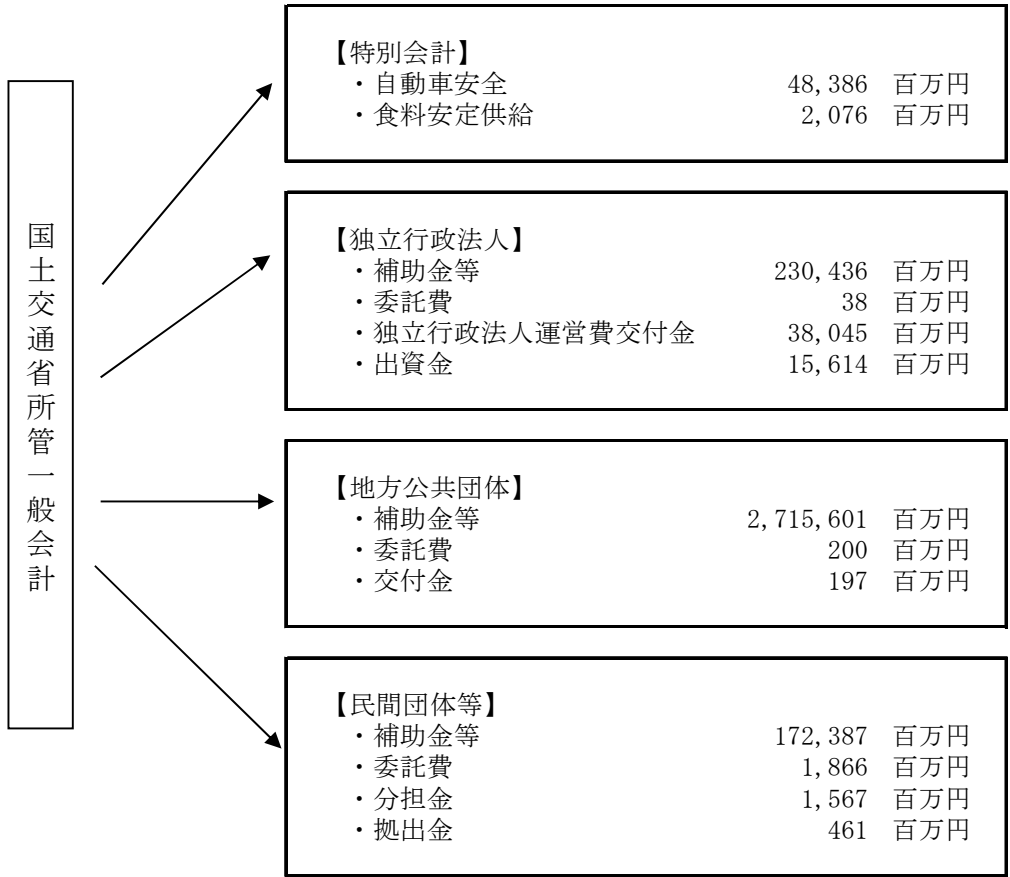 国土交通省所管一般会計
【特別会計】
・自動車安全 48,386 百万円
・食料安定供給 2,076 百万円
【独立行政法人】
・補助金等 230,436 百万円
・委託費 38 百万円
・独立行政法人運営費交付金 38,045 百万円
・出資金 15,614 百万円
【地方公共団体】
・補助金等 2,715,601 百万円
・委託費 200 百万円
・交付金 197 百万円
【民間団体等】
・補助金等 172,387 百万円
・委託費 1,866 百万円
・分担金 1,567 百万円
・拠出金 461 百万円